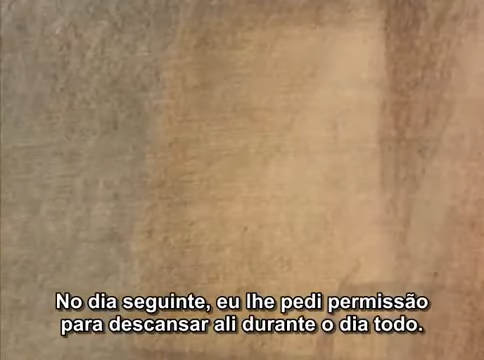 No dia seguinte, eu lhe pedi permissão
para descansar ali durante o dia todo.